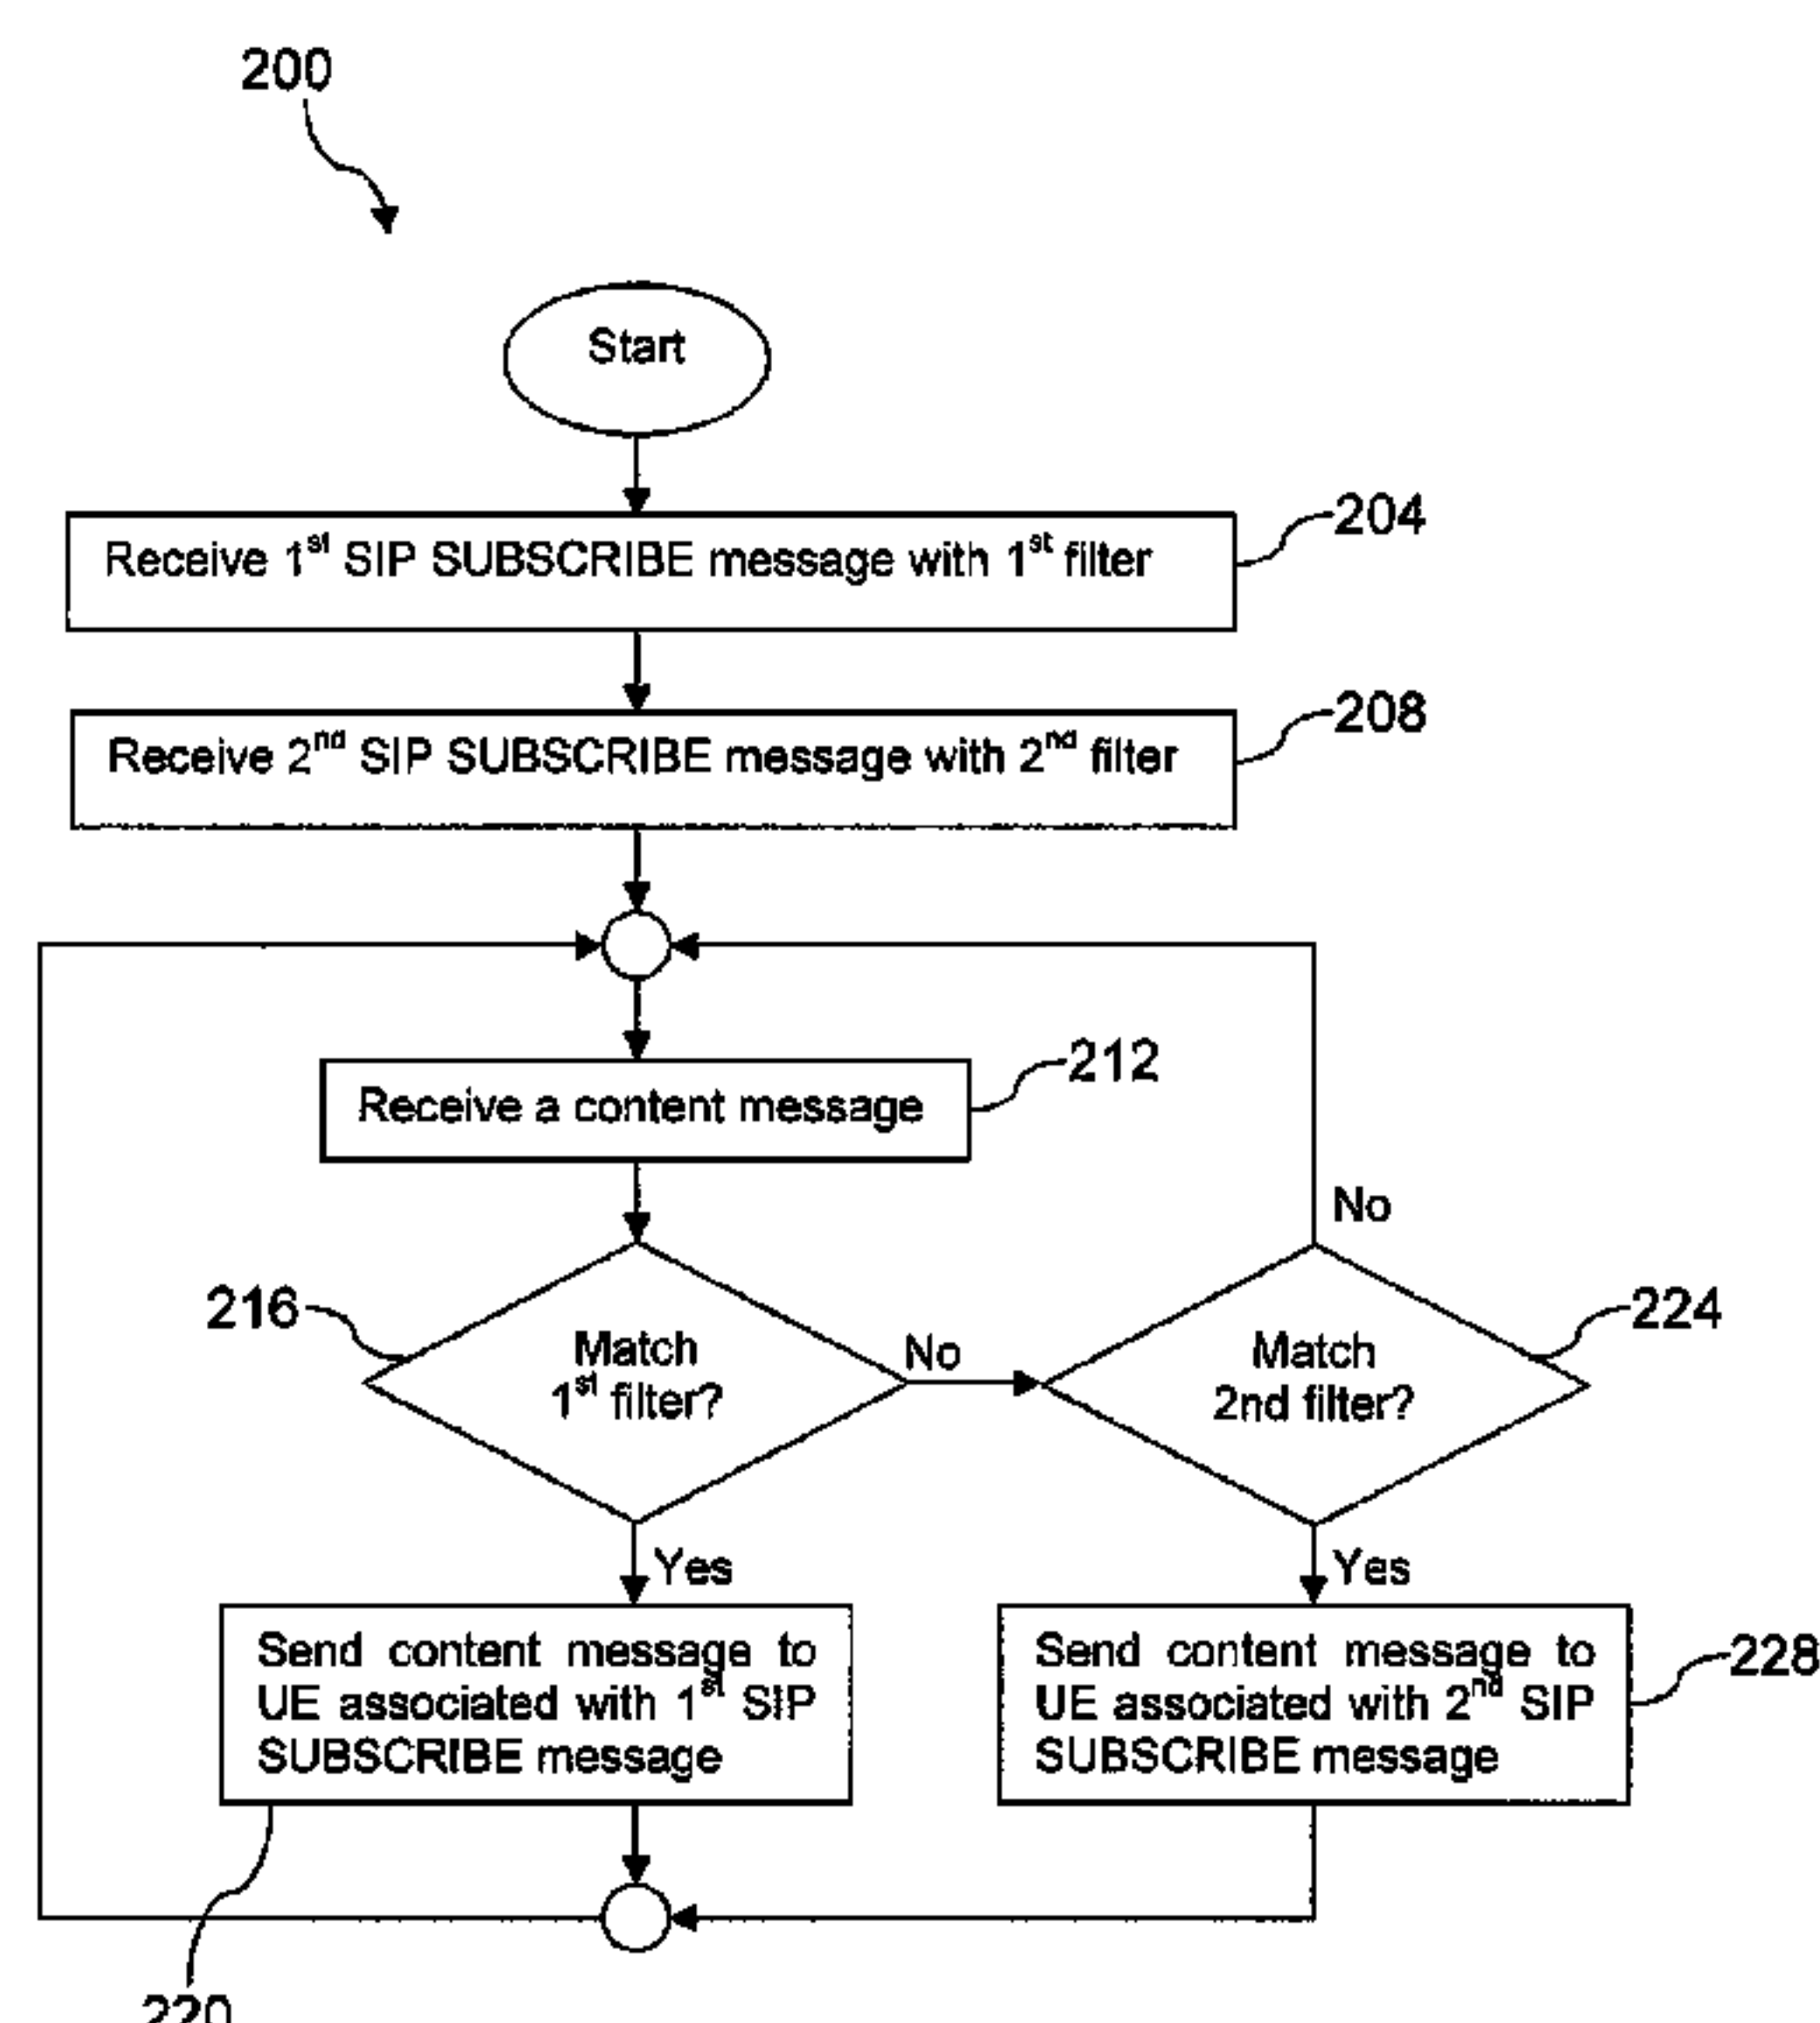 200
Start
Receive 1st SIP SUBSCRIBE message with 1st filter
204
Receive 2nd SIP SUBSCRIBE message with 2nd filter
208
Receive a content message
212
No
216
Match
1st filter?
No
Match
2nd filter?
224
Yes
Yes
Send content message to
UE associated with 1st SIP
SUBSCRIBE message
Send content message to
UE associated with 2nd SIP
SUBSCRIBE message
228
220